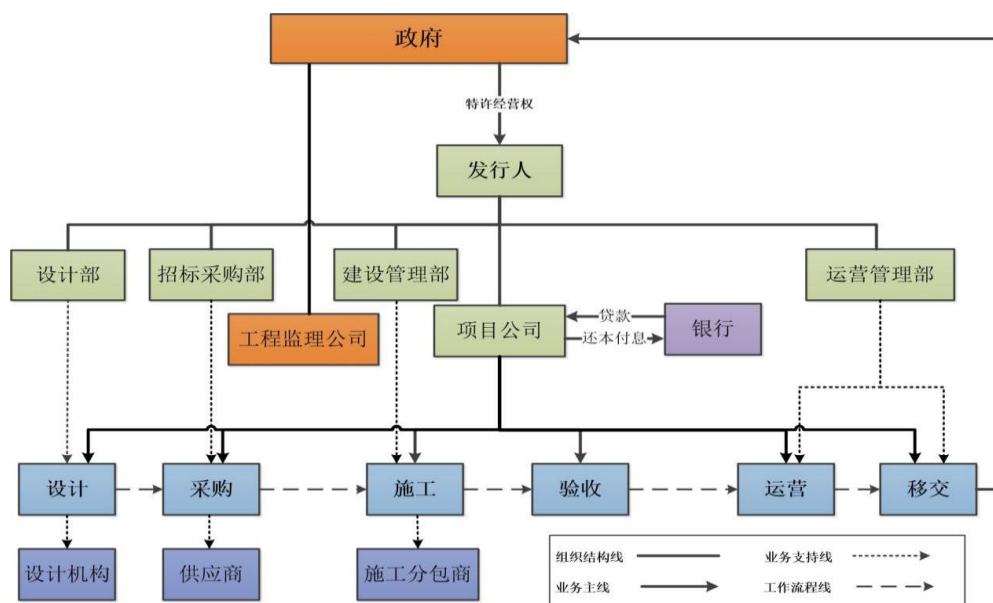 政府
特许经营权
发行人
设计部
招标采购部
建设管理部
运营管理部
工程监理公司
项目公司
贷款
还本付息
银行
设计
采购
施工
验收
运营
移交
设计机构
供应商
施工分包商
组织结构线
业务支持线
业务主线
工作流程线